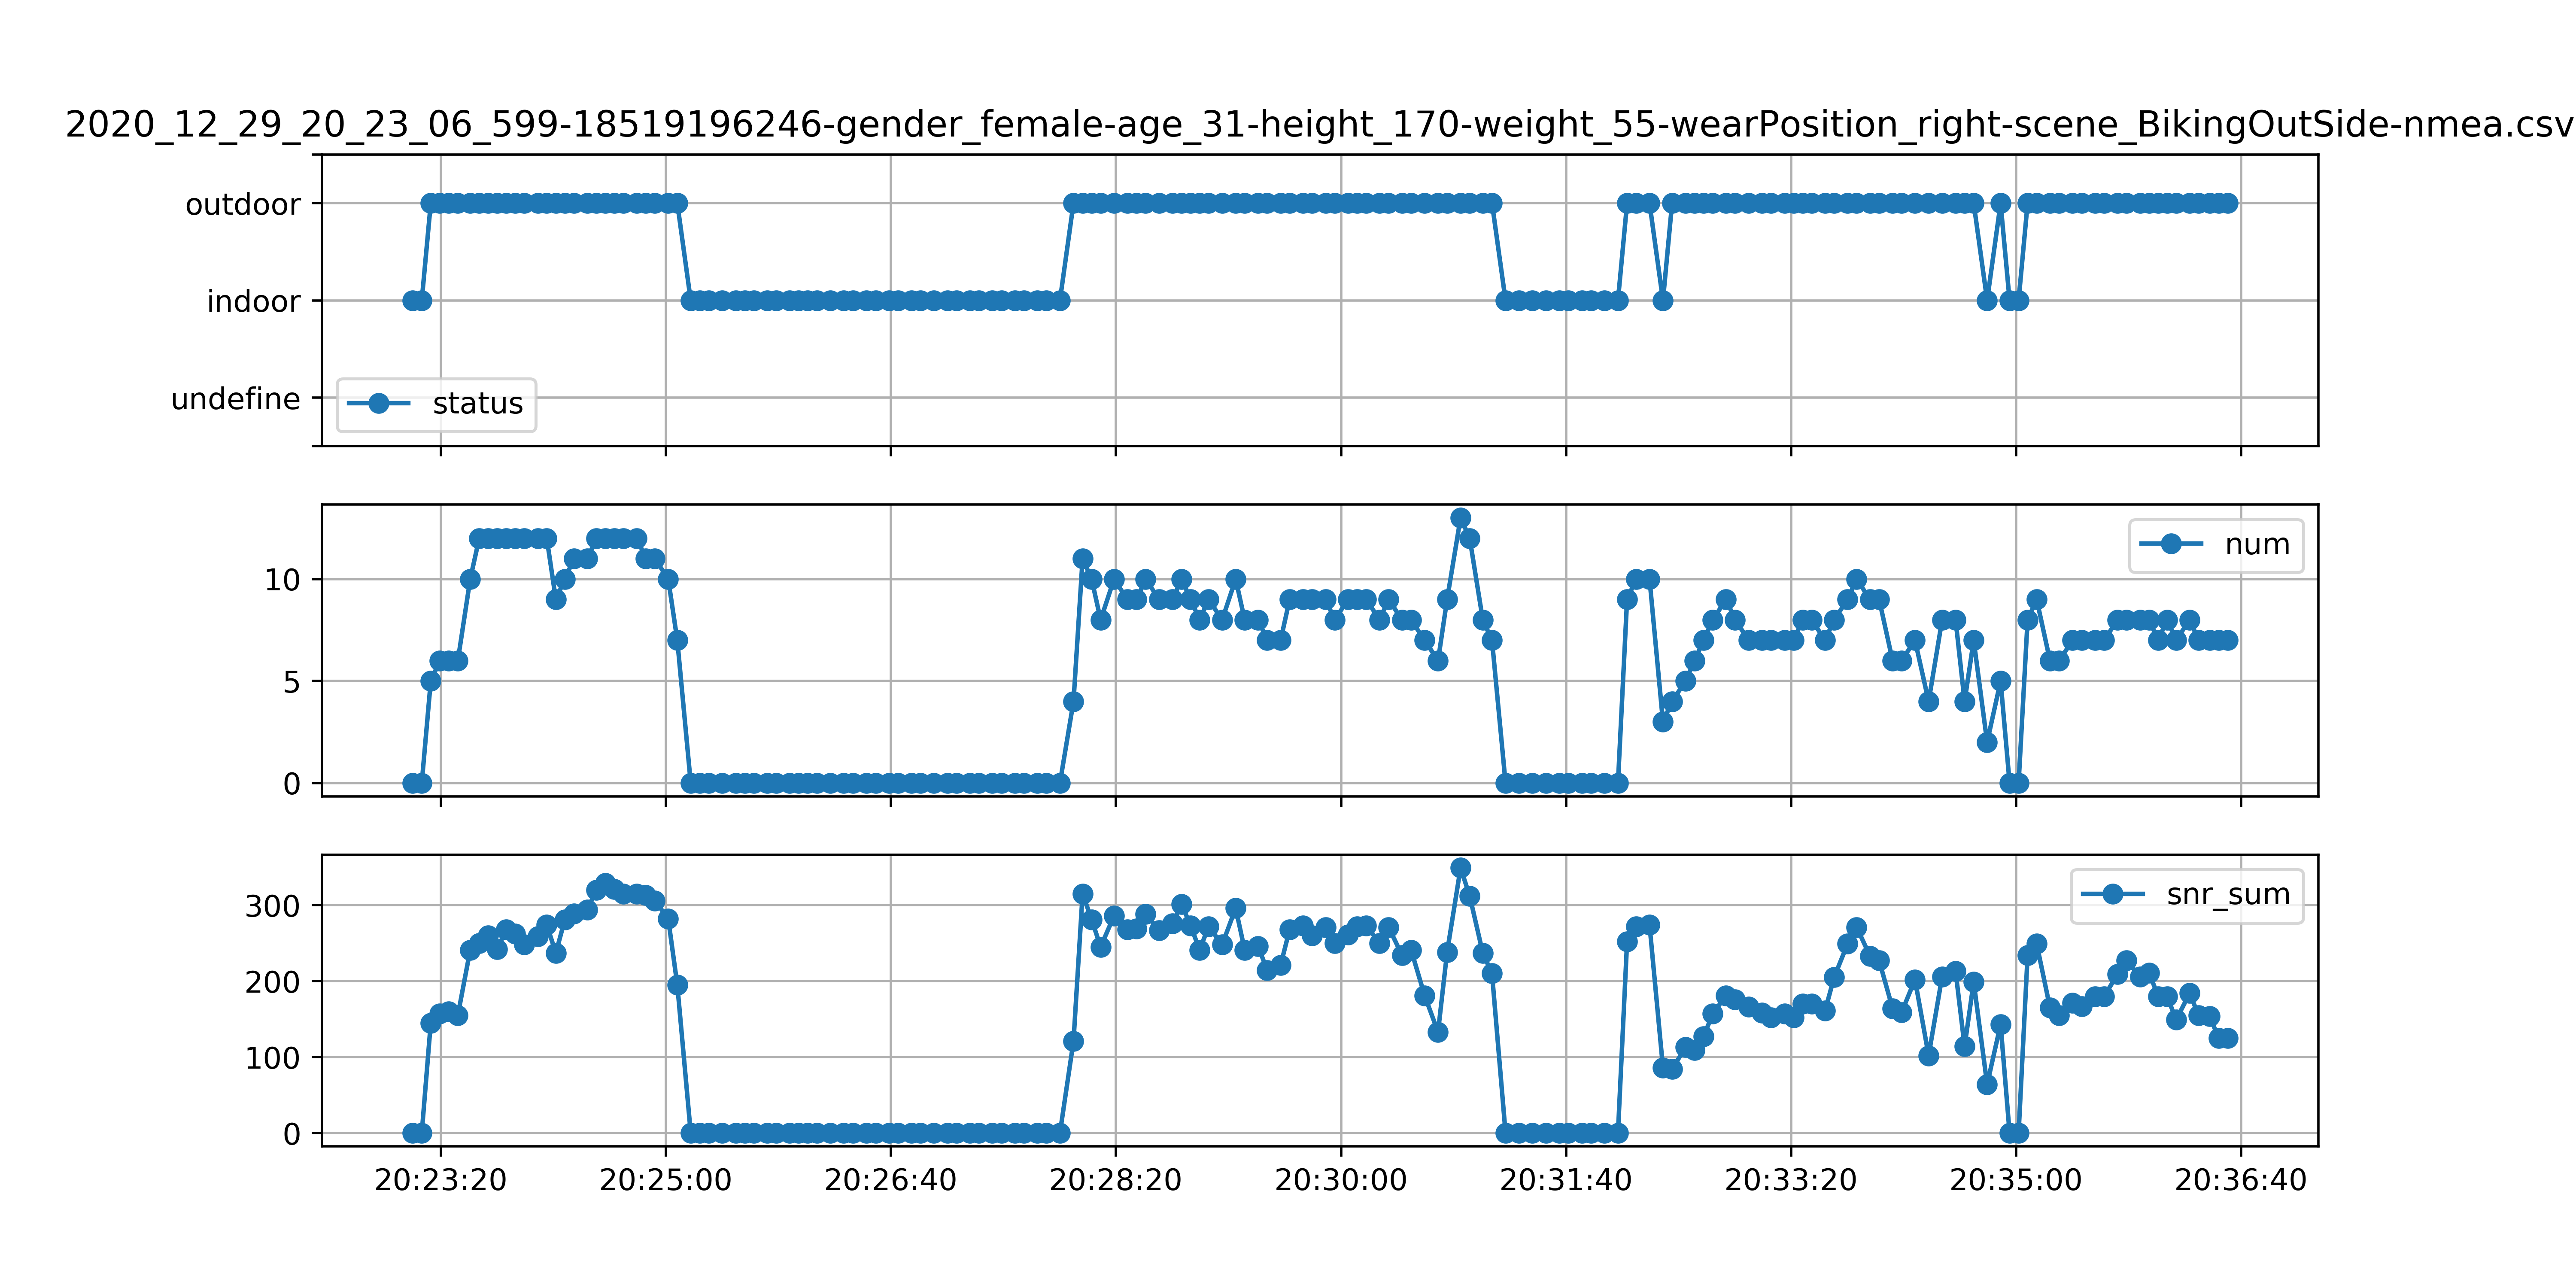 2020_12_29_20_23_06_599-18519196246-gender_female-age_31-height_170-weight_55-wearPosition_right-scene_BikingOutSide-nmea.csv
outdoor
indoor
undefine
status
10
5
0
num
300
200
100
0
snr_sum
20:23:20 20:25:00 20:26:40 20:28:20 20:30:00 20:31:40 20:33:20 20:35:00 20:36:40